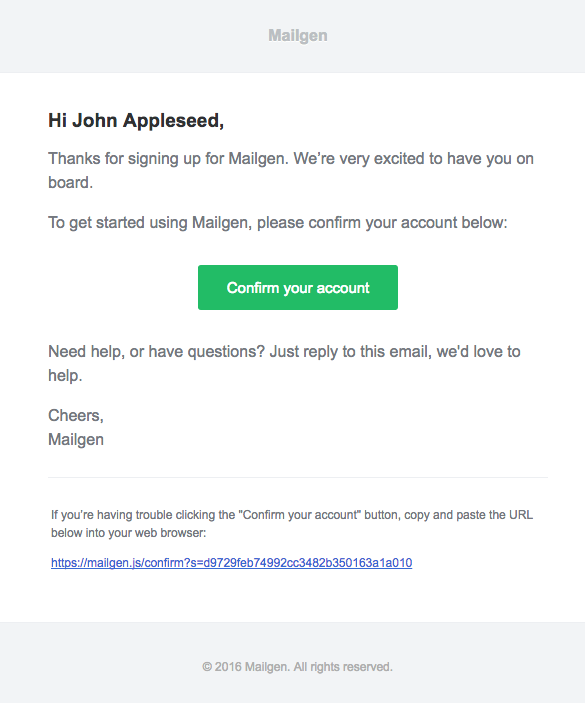 Mailgen
Hi John Appleseed,
Thanks for signing up for Mailgen. We’re very excited to have you on
board.
To get started using Mailgen, please confirm your account below:
Confirm your account
Need help, or have questions? Just reply to this email, we'd love to
help.
Cheers,
Mailgen
If you’re having trouble clicking the "Confirm your account" button, copy and paste the URL
below into your web browser:
https://mailgen.js/confirm?s=d9729feb74992cc3482b350163a1a010
© 2016 Mailgen. All rights reserved.